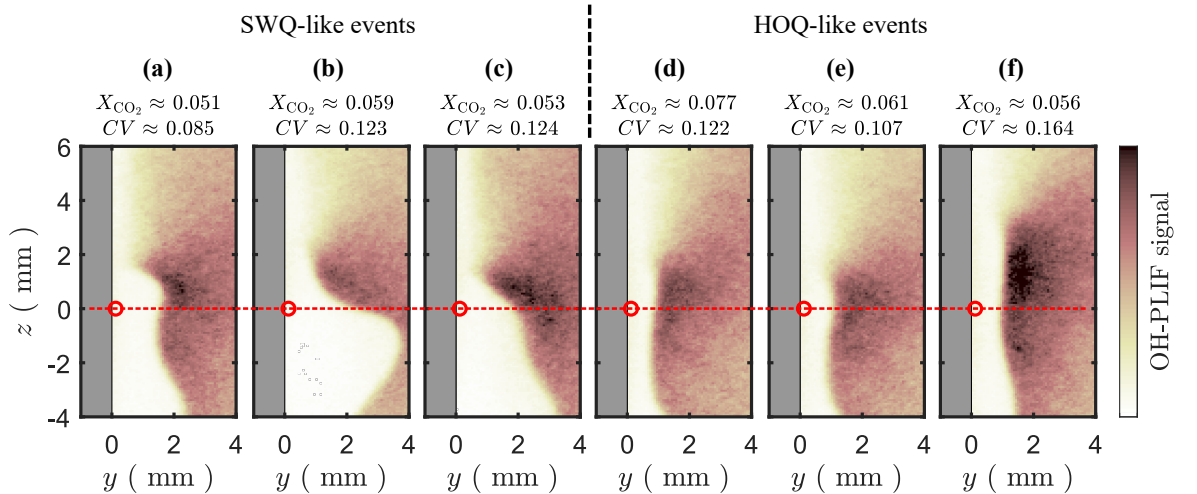 SWQ-like events
HOQ-like events
(a)
(b)
(c)
(d)
(e)
(f)
X_CO₂ ≈ 0.051
CV ≈ 0.085
X_CO₂ ≈ 0.059
CV ≈ 0.123
X_CO₂ ≈ 0.053
CV ≈ 0.124
X_CO₂ ≈ 0.077
CV ≈ 0.122
X_CO₂ ≈ 0.061
CV ≈ 0.107
X_CO₂ ≈ 0.056
CV ≈ 0.164
6
4
2
0
-2
-4
z ( mm )
0 2 4
0 2 4
0 2 4
0 2 4
0 2 4
0 2 4
y ( mm )
y ( mm )
y ( mm )
y ( mm )
y ( mm )
y ( mm )
OH-PLIF signal